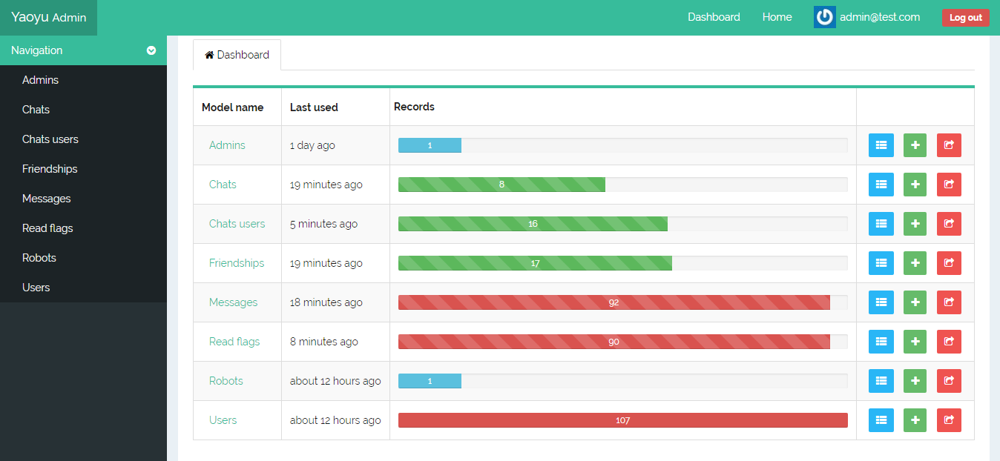 Yaoyu Admin
Dashboard Home admin@test.com Log out
Navigation
Admins
Chats
Chats users
Friendships
Messages
Read flags
Robots
Users
Dashboard
Model name Last used Records
Admins 1 day ago 1
Chats 19 minutes ago 8
Chats users 5 minutes ago 16
Friendships 19 minutes ago 17
Messages 18 minutes ago 92
Read flags 8 minutes ago 90
Robots about 12 hours ago 1
Users about 12 hours ago 107